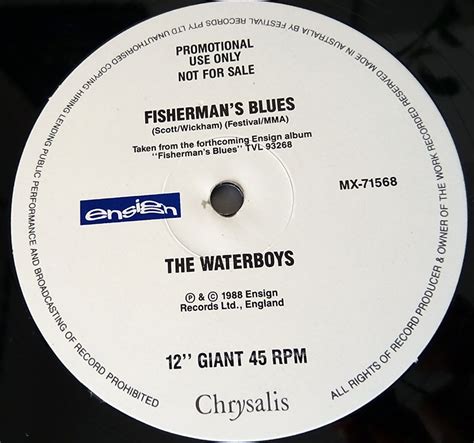 MADE IN AUSTRALIA BY FESTIVAL RECORDS PTY LTD UNAUTHORISED COPYING HIRING LENDING PUBLIC PERFORMANCE AND BROADCASTING OF RECORD PROHIBITED
ALL RIGHTS OF RECORD PRODUCER & OWNER OF THE WORK RECORDED RESERVED
PROMOTIONAL
USE ONLY
NOT FOR SALE
FISHERMAN'S BLUES
(Scott/Wickham) (Festival/MMA)
Taken from the forthcoming Ensign album
"Fisherman's Blues" TVL 93268
MX-71568
ensign
THE WATERBOYS
℗ & © 1988 Ensign
Records Ltd., England
12'' GIANT 45 RPM
Chrysalis